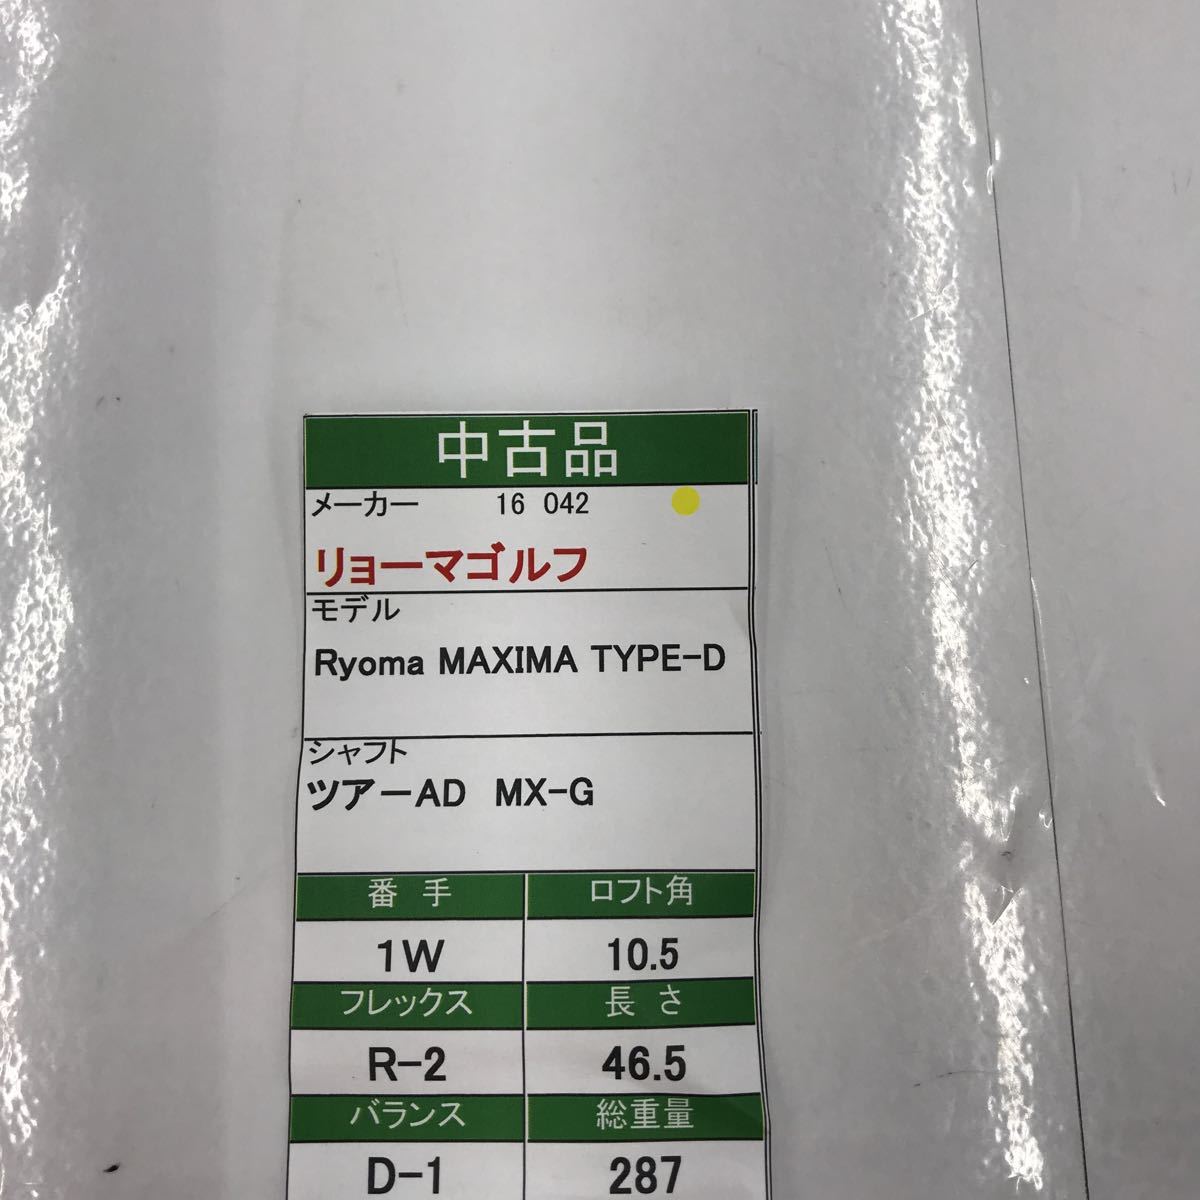 中古品
メーカー 16 042
リョーマゴルフ
モデル
Ryoma MAXIMA TYPE-D
シャフト
ツアーAD MX-G
番手 ロフト角
1W 10.5
フレックス 長さ
R-2 46.5
バランス 総重量
D-1 287